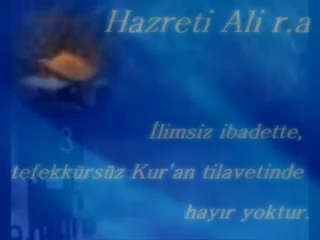 Hazreti Ali r.a
İlimsiz ibadette,
tefekkürsüz Kur'an tilavetinde
hayır yoktur.